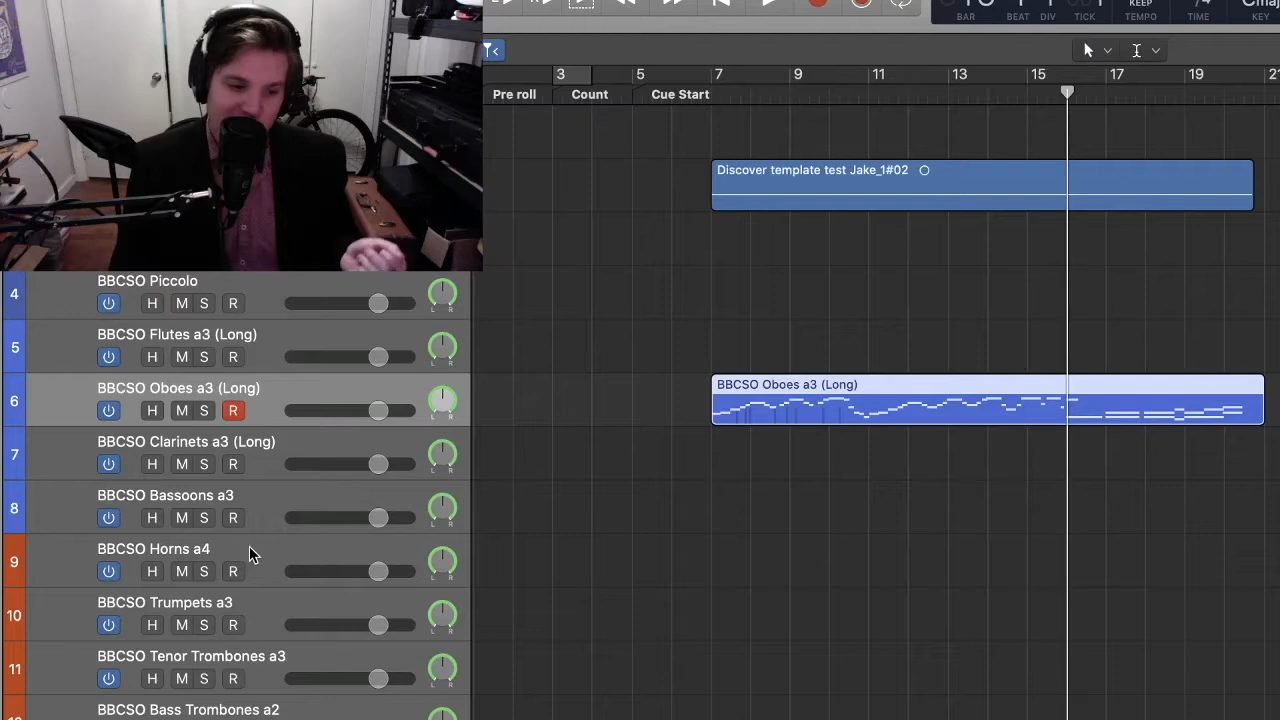 BAR
BEAT
DIV
TICK
KEEP
TEMPO
TIME
KEY
3
5
7
9
11
13
15
17
19
Pre roll
Count
Cue Start
Discover template test Jake_1#02
BBCSO Oboes a3 (Long)
4
BBCSO Piccolo
H M S R
L R
5
BBCSO Flutes a3 (Long)
H M S R
L R
6
BBCSO Oboes a3 (Long)
H M S R
L R
7
BBCSO Clarinets a3 (Long)
H M S R
L R
8
BBCSO Bassoons a3
H M S R
L R
9
BBCSO Horns a4
H M S R
L R
10
BBCSO Trumpets a3
H M S R
L R
11
BBCSO Tenor Trombones a3
H M S R
L R
BBCSO Bass Trombones a2